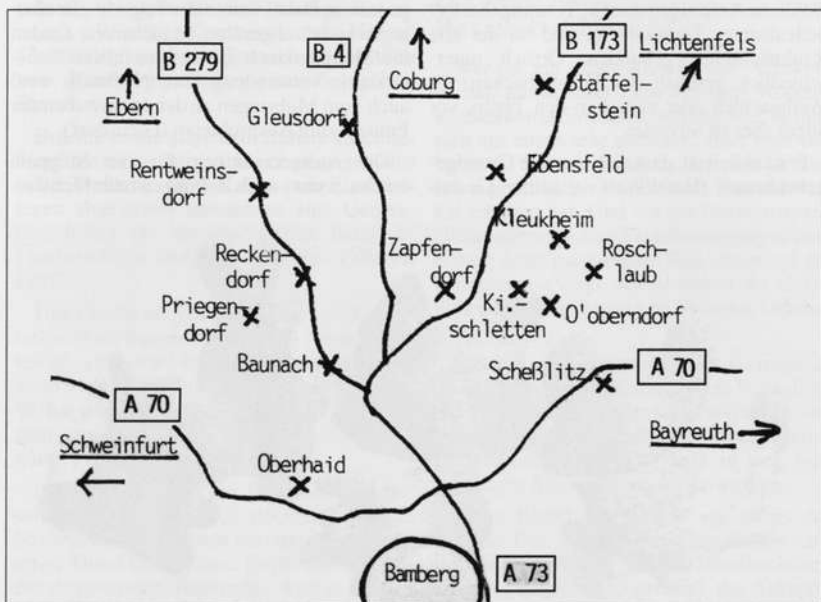 B 279
B 4
B 173
Lichtenfels
Ebern
Coburg
Staffel-
stein
Gleusdorf
Ebensfeld
Rentweins-
dorf
Kleukheim
Recken-
dorf
Zapfen-
dorf
Rosch-
laub
Priegen-
dorf
Ki.-
schletten
O'oberndorf
Baunach
Scheßlitz
A 70
A 70
Schweinfurt
Bayreuth
Oberhaid
Bamberg
A 73